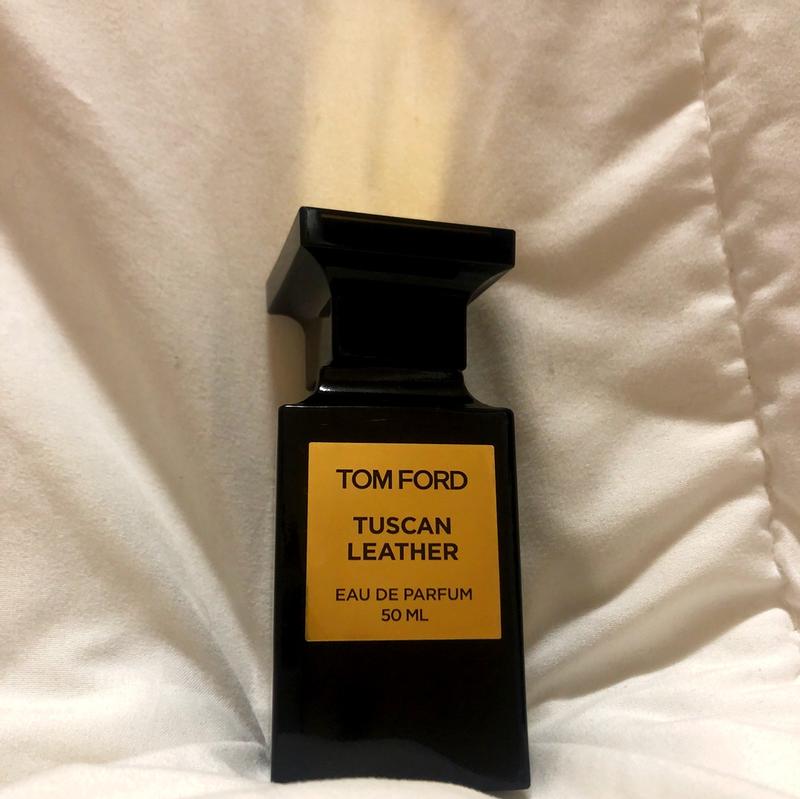 TOM FORD
TUSCAN
LEATHER
EAU DE PARFUM
50 ML